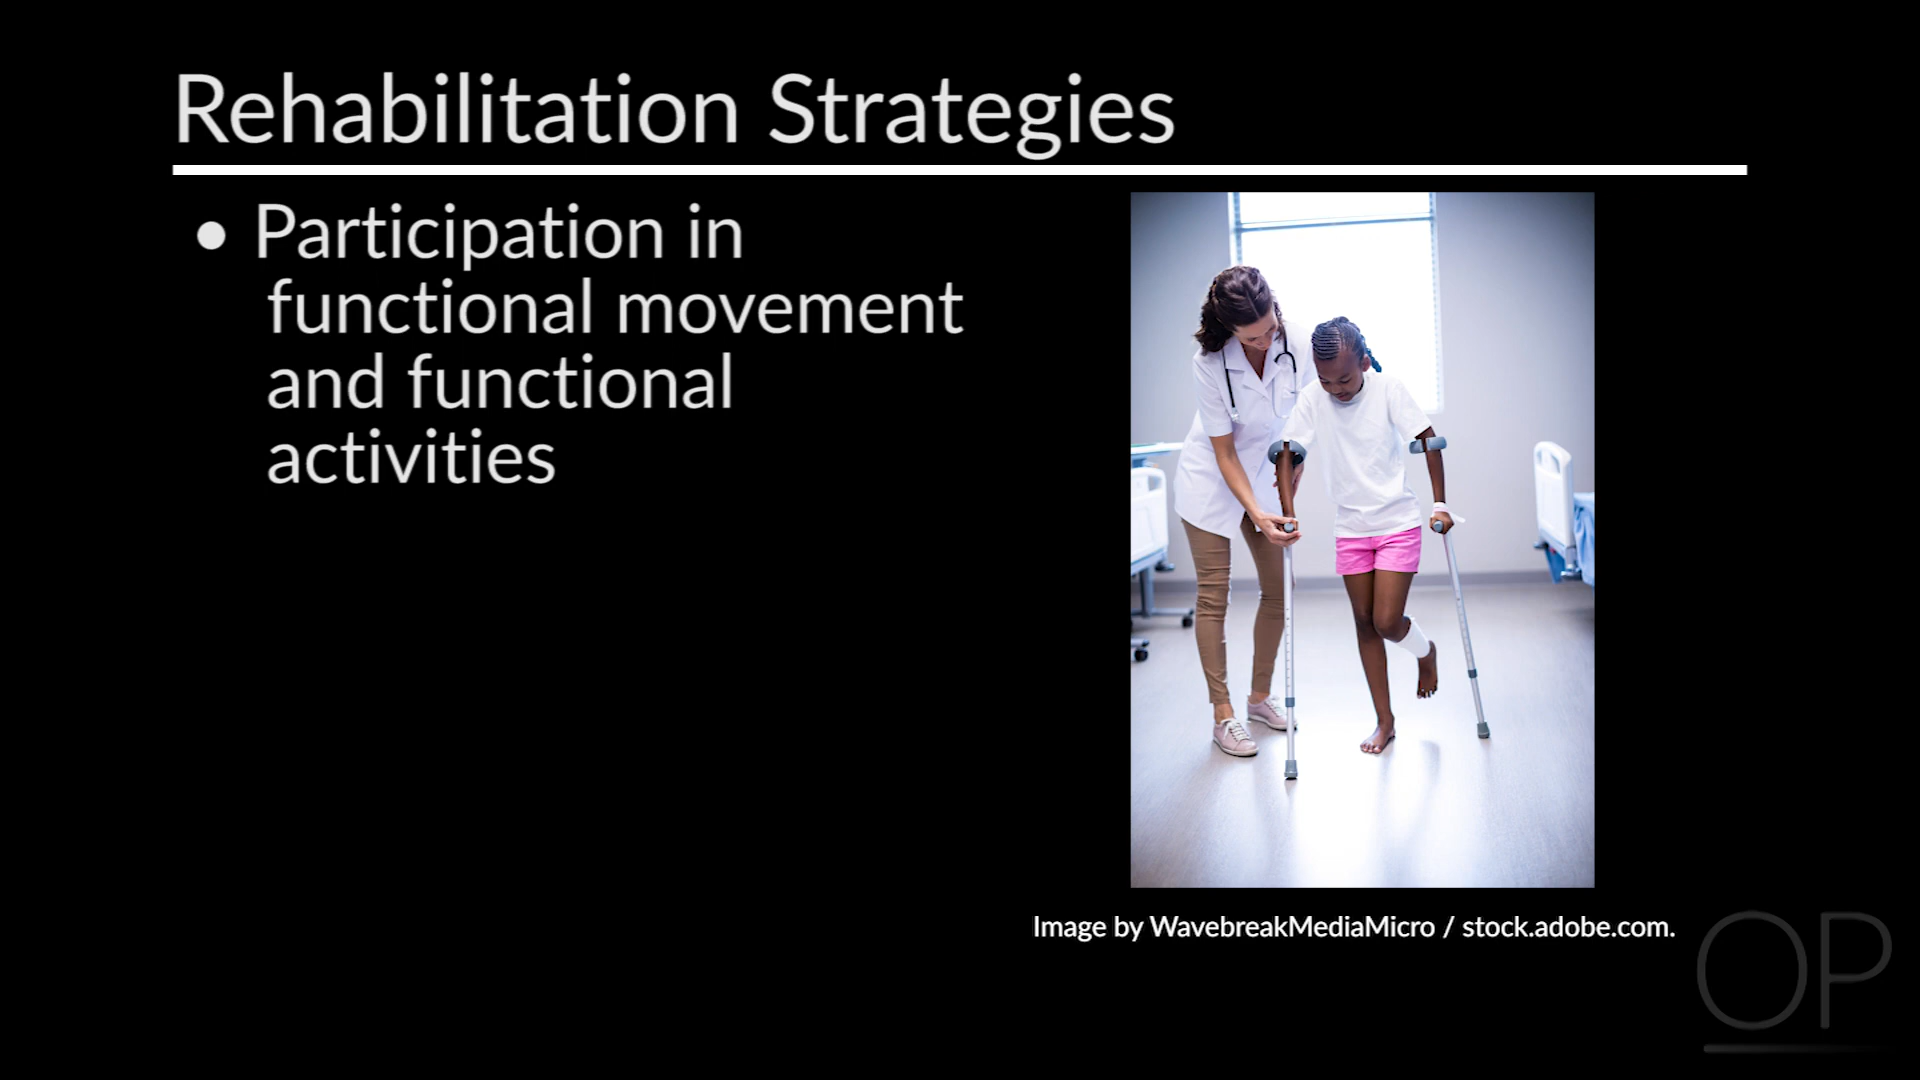 Rehabilitation Strategies
● Participation in
functional movement
and functional
activities
Image by WavebreakMediaMicro / stock.adobe.com.
OP